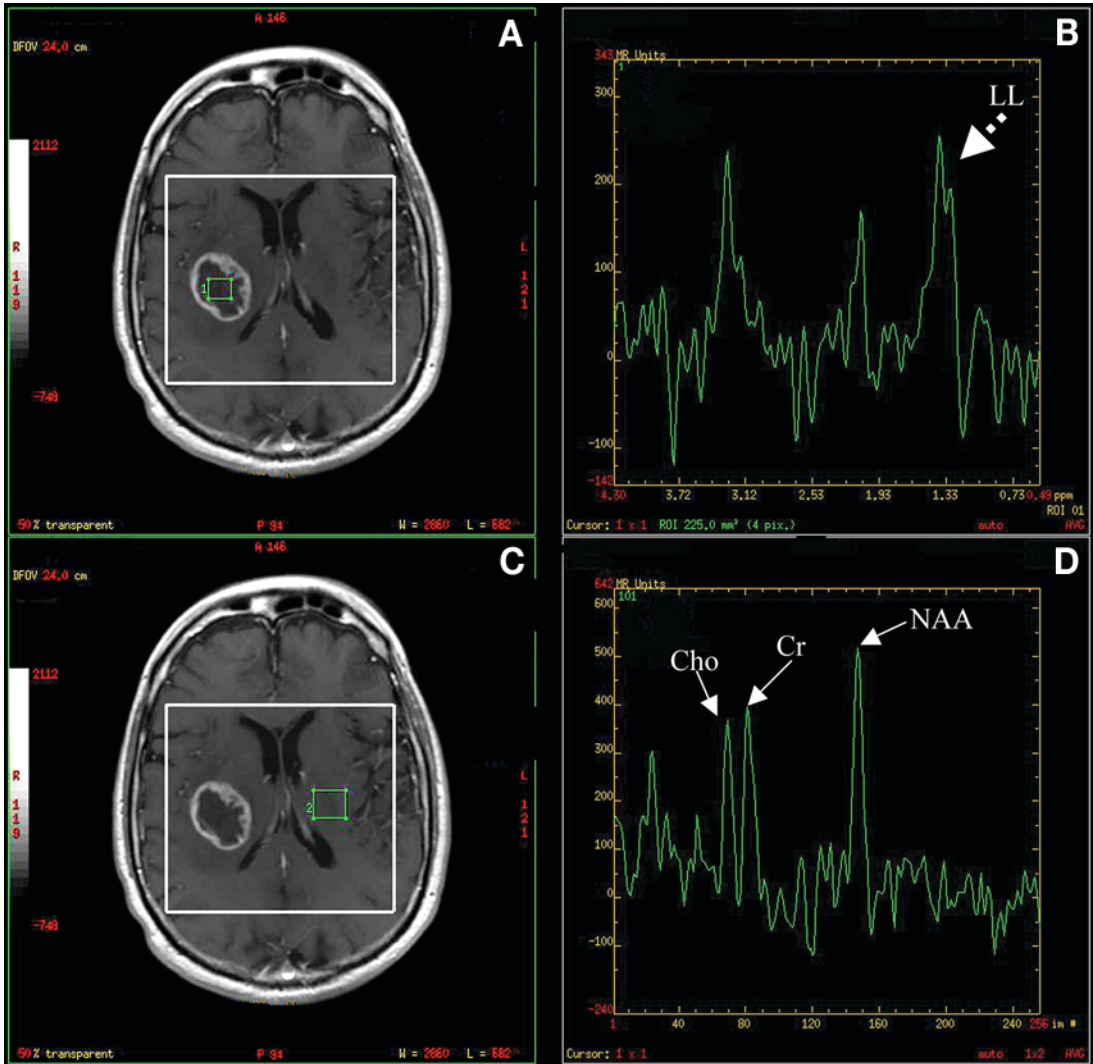 A 146
A
DFOV 24.0 cm
2112
R
1
1
9
L
1
2
1
1
-748
50 % transparent
P 94
W = 2860 L = 682
B
343 MR Units
1
300
LL
200
100
0
-100
-142
4.30 3.72 3.12 2.53 1.93 1.33 0.73 0.49 ppm
ROI 01
Cursor: 1 x 1 ROI 225.0 mm² (4 pix.) auto AVG
A 146
C
DFOV 24.0 cm
2112
R
1
1
9
L
1
2
1
2
-748
50 % transparent
P 94
W = 2860 L = 682
D
642 MR Units
101
600
NAA
500
Cho
Cr
400
300
200
100
0
-100
-240
1 40 80 120 160 200 240 256 im #
Cursor: 1 x 1 auto 1x2 AVG